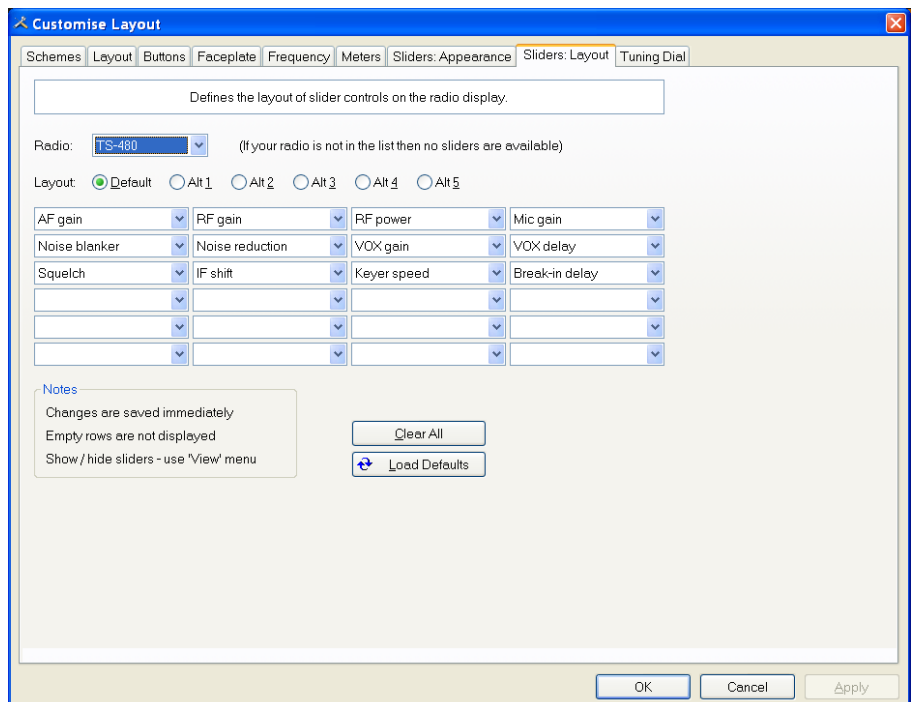 Customise Layout
Schemes Layout Buttons Faceplate Frequency Meters Sliders: Appearance Sliders: Layout Tuning Dial
Defines the layout of slider controls on the radio display.
Radio: TS-480 (If your radio is not in the list then no sliders are available)
Layout: Default Alt 1 Alt 2 Alt 3 Alt 4 Alt 5
AF gain RF gain RF power Mic gain
Noise blanker Noise reduction VOX gain VOX delay
Squelch IF shift Keyer speed Break-in delay
Notes
Changes are saved immediately
Empty rows are not displayed
Show / hide sliders - use 'View' menu
Clear All
Load Defaults
OK Cancel Apply